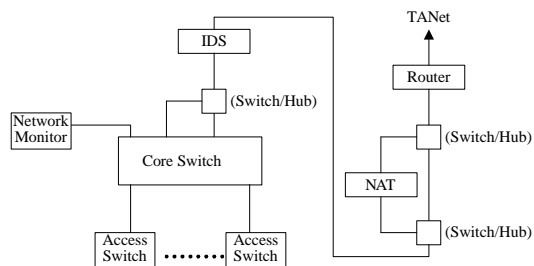 TANet
IDS
Router
(Switch/Hub)
Network
Monitor
(Switch/Hub)
Core Switch
NAT
(Switch/Hub)
Access
Switch
Access
Switch